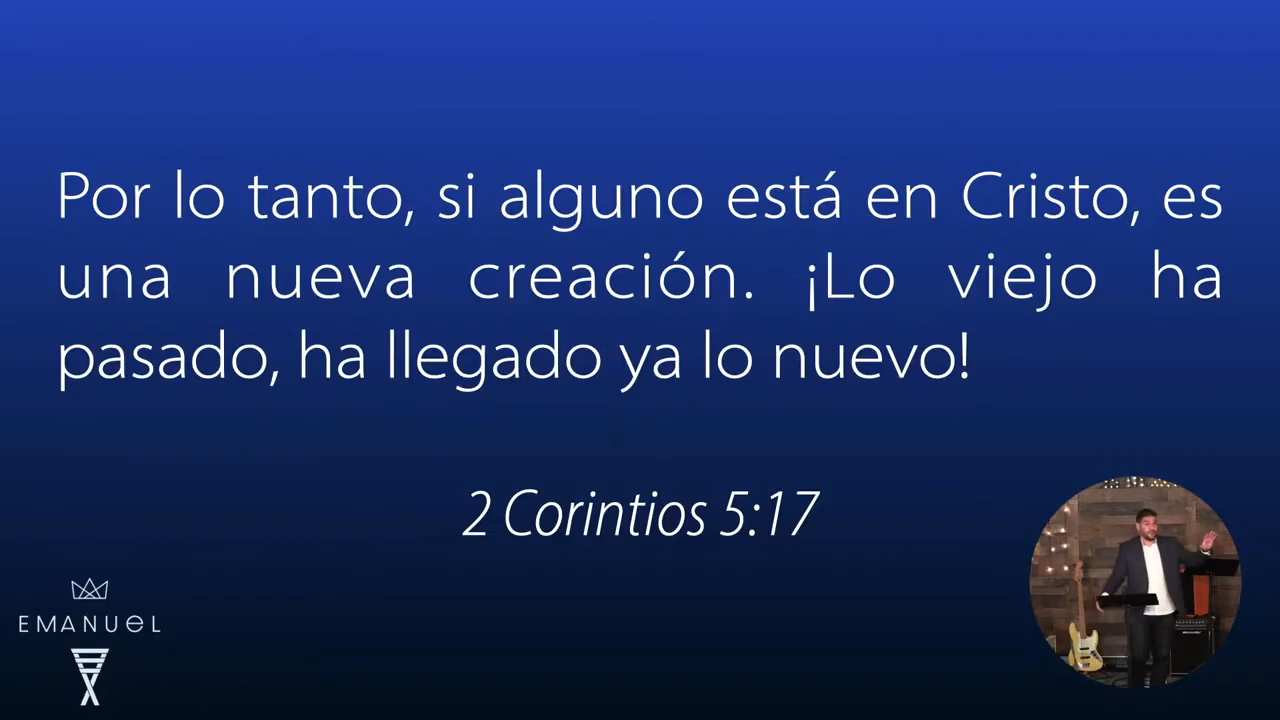 Por lo tanto, si alguno está en Cristo, es
una nueva creación. ¡Lo viejo ha
pasado, ha llegado ya lo nuevo!
2 Corintios 5:17
EMANUeL